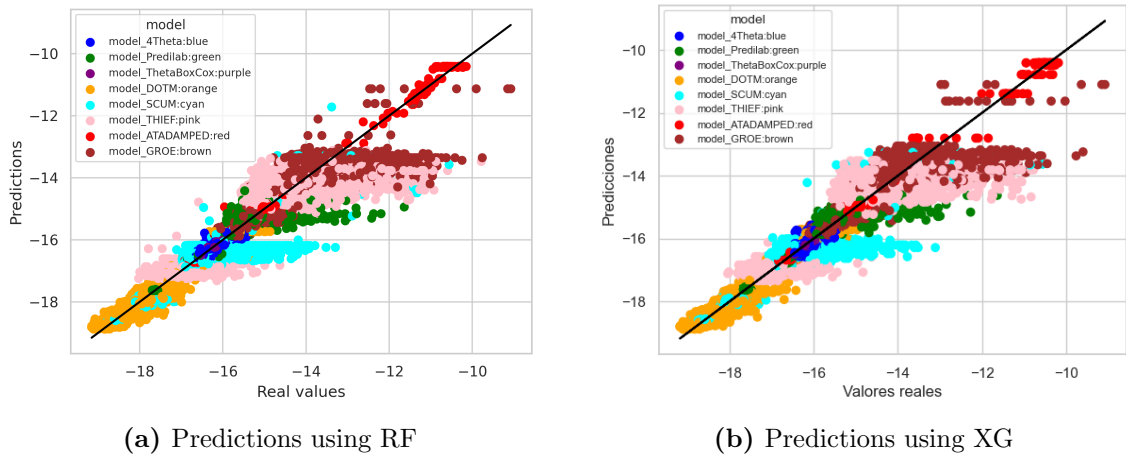 model
model_4Theta:blue
model_Predilab:green
model_ThetaBoxCox:purple
model_DOTM:orange
model_SCUM:cyan
model_THIEF:pink
model_ATADAMPED:red
model_GROE:brown
Predictions
−10
−12
−14
−16
−18
−18
−16
−14
−12
−10
Real values
(a) Predictions using RF
model
model_4Theta:blue
model_Predilab:green
model_ThetaBoxCox:purple
model_DOTM:orange
model_SCUM:cyan
model_THIEF:pink
model_ATADAMPED:red
model_GROE:brown
Predicciones
−10
−12
−14
−16
−18
−18
−16
−14
−12
−10
Valores reales
(b) Predictions using XG